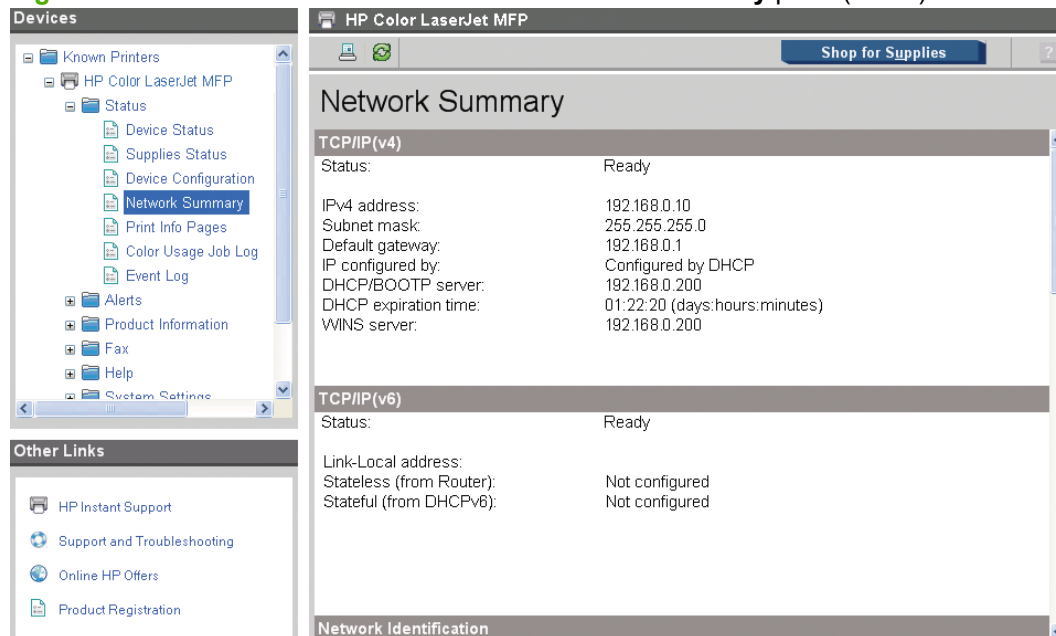 Devices
Known Printers
HP Color LaserJet MFP
Status
Device Status
Supplies Status
Device Configuration
Network Summary
Print Info Pages
Color Usage Job Log
Event Log
Alerts
Product Information
Fax
Help
System Settings
Other Links
HP Instant Support
Support and Troubleshooting
Online HP Offers
Product Registration
HP Color LaserJet MFP
Shop for Supplies
?
Network Summary
TCP/IP(v4)
Status: Ready
IPv4 address: 192.168.0.10
Subnet mask: 255.255.255.0
Default gateway: 192.168.0.1
IP configured by: Configured by DHCP
DHCP/BOOTP server: 192.168.0.200
DHCP expiration time: 01:22:20 (days:hours:minutes)
WINS server: 192.168.0.200
TCP/IP(v6)
Status: Ready
Link-Local address:
Stateless (from Router): Not configured
Stateful (from DHCPv6): Not configured
Network Identification